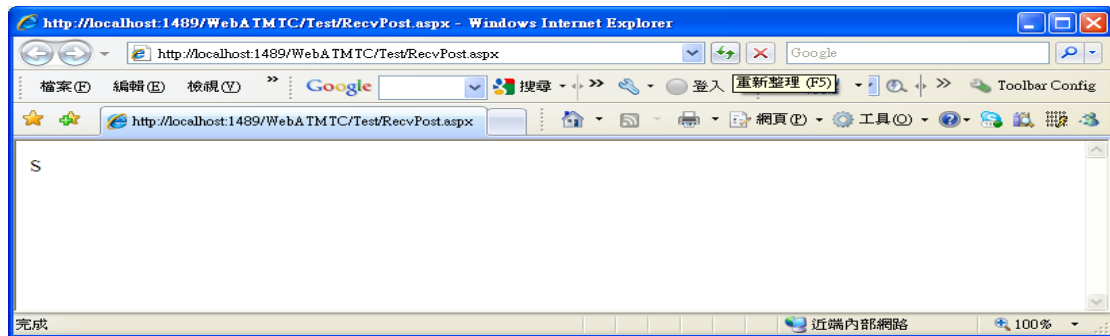 http://localhost:1489/WebATMTC/Test/RecvPost.aspx - Windows Internet Explorer
http://localhost:1489/WebATMTC/Test/RecvPost.aspx Google
檔案(F) 編輯(E) 檢視(V) » Google 搜尋 » 登入 重新整理 (F5) » Toolbar Config
http://localhost:1489/WebATMTC/Test/RecvPost.aspx 網頁(P) 工具(O)
S
完成 近端內部網路 100%